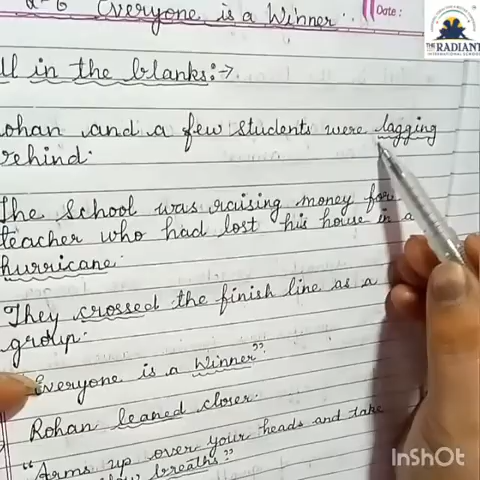 Everyone is a Winner
Date:
THE RADIANT
INTERNATIONAL SCHOOL
ll in the blanks:→
ohan and a few students were lagging
behind.
The School was raising money for
teacher who had lost his house in a
hurricane.
They crossed the finish line as a
group.
Everyone is a Winner"
Rohan leaned closer.
"Arms up over your heads and take
breaths"
InShOt